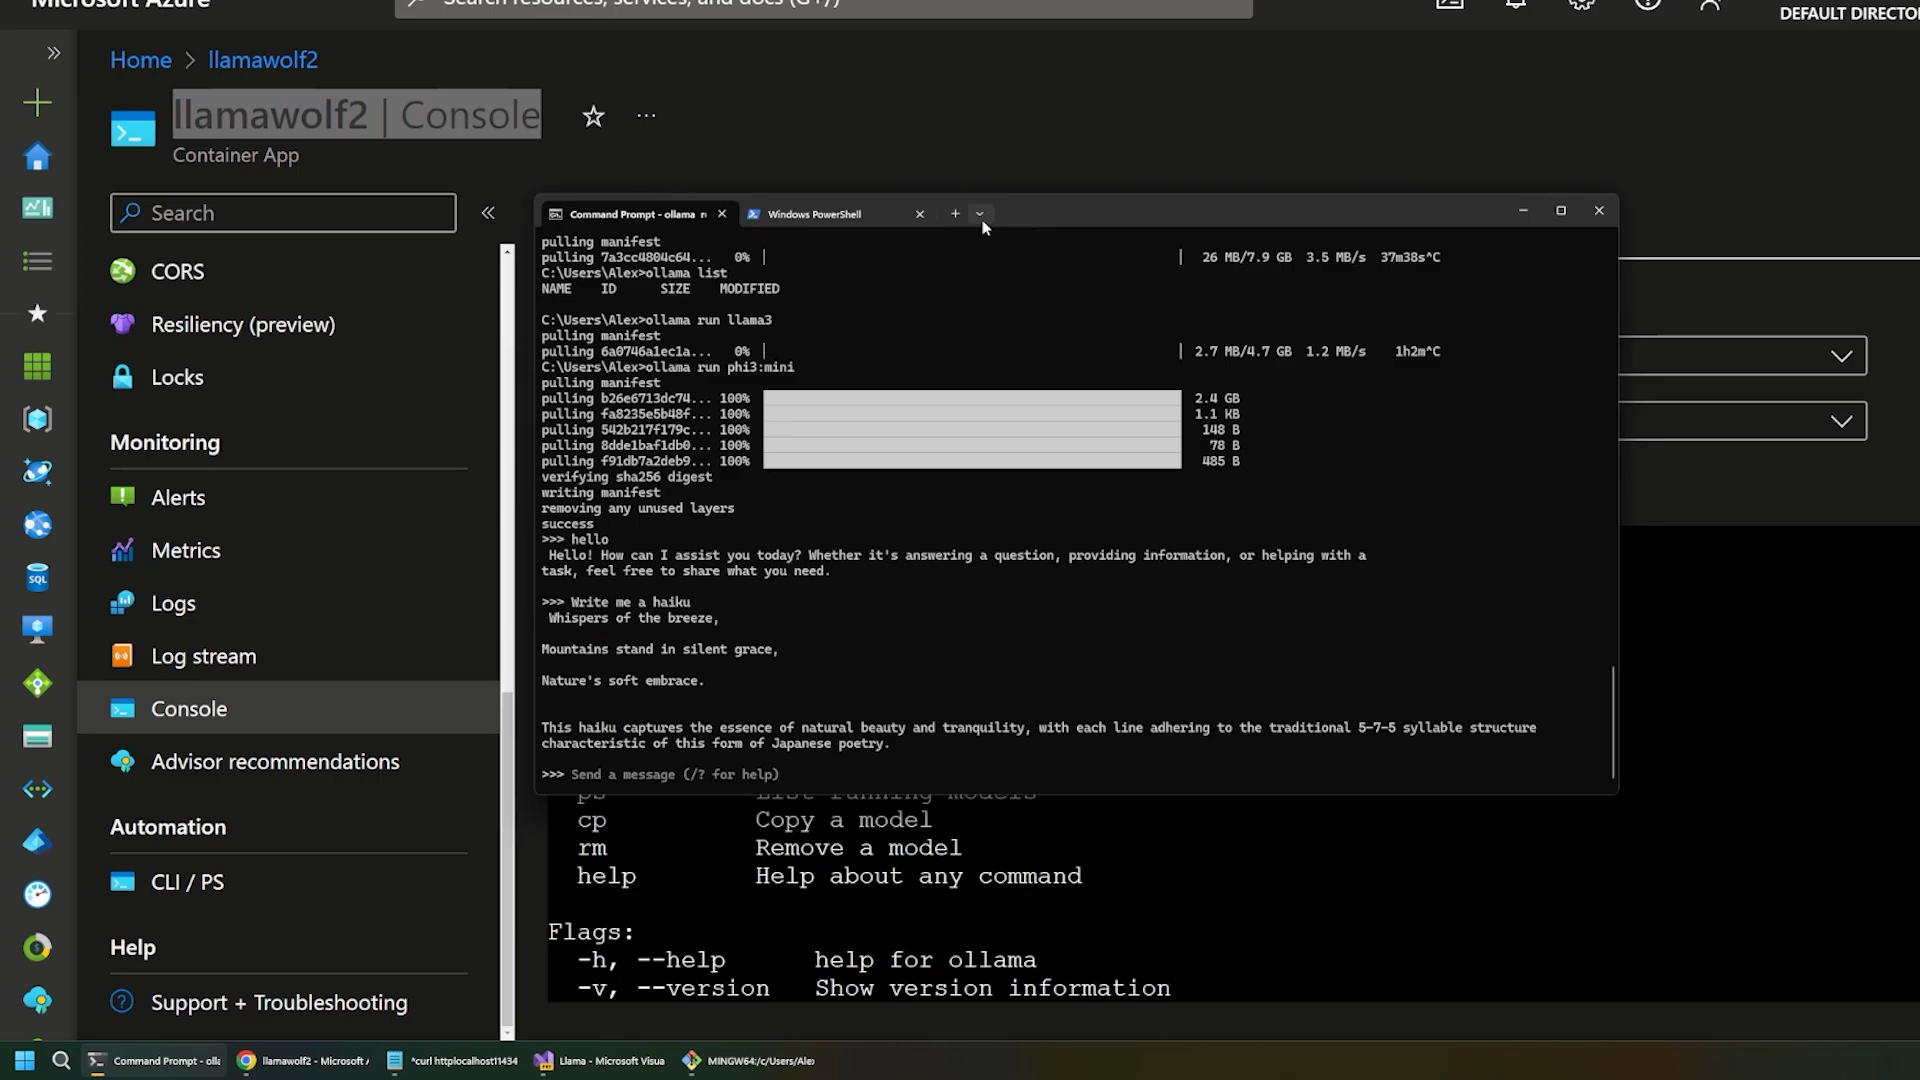 Microsoft Azure
Search resources, services, and docs (G+/)
DEFAULT DIRECTO
Home > llamawolf2
llamawolf2 | Console
Container App
Search
CORS
Resiliency (preview)
Locks
Monitoring
Alerts
Metrics
Logs
Log stream
Console
Advisor recommendations
Automation
CLI / PS
Help
Support + Troubleshooting
SQL
Command Prompt - ollama r
Windows PowerShell
pulling manifest
pulling 7a3cc4804c64... 0% | | 26 MB/7.9 GB 3.5 MB/s 37m38s^C
C:\Users\Alex>ollama list
NAME ID SIZE MODIFIED
C:\Users\Alex>ollama run llama3
pulling manifest
pulling 6a0746a1ec1a... 0% | | 2.7 MB/4.7 GB 1.2 MB/s 1h2m^C
C:\Users\Alex>ollama run phi3:mini
pulling manifest
pulling b26e6713dc74... 100% 2.4 GB
pulling fa8235e5b48f... 100% 1.1 KB
pulling 542b217f179c... 100% 148 B
pulling 8dde1baf1db0... 100% 78 B
pulling f91db7a2deb9... 100% 485 B
verifying sha256 digest
writing manifest
removing any unused layers
success
>>> hello
Hello! How can I assist you today? Whether it's answering a question, providing information, or helping with a
task, feel free to share what you need.
>>> Write me a haiku
Whispers of the breeze,
Mountains stand in silent grace,
Nature's soft embrace.
This haiku captures the essence of natural beauty and tranquility, with each line adhering to the traditional 5-7-5 syllable structure
characteristic of this form of Japanese poetry.
>>> Send a message (/? for help)
ps List running models
cp Copy a model
rm Remove a model
help Help about any command
Flags:
-h, --help help for ollama
-v, --version Show version information
Command Prompt - olla
llamawolf2 - Microsoft A
*curl httplocalhost11434
Llama - Microsoft Visua
MINGW64:/c/Users/Alex